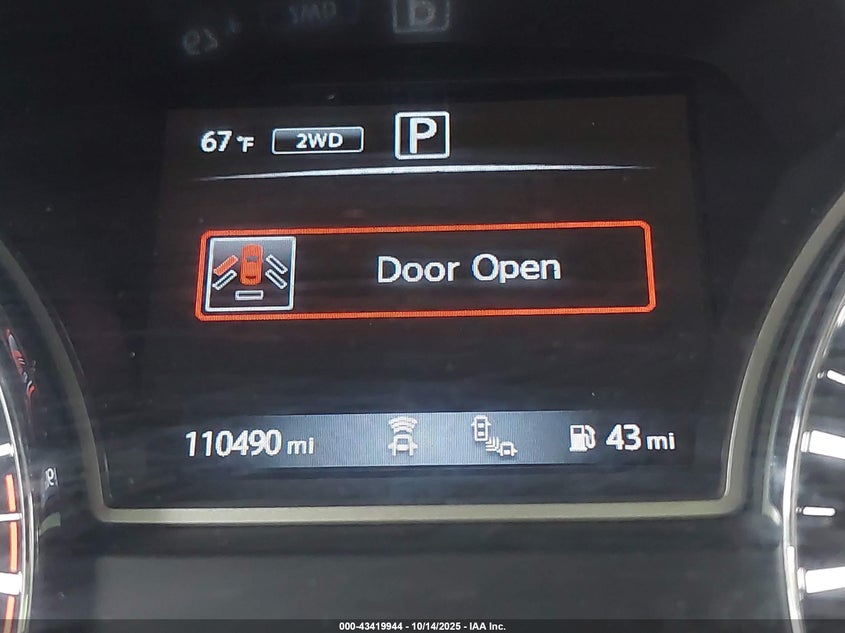 67°F 2WD P
Door Open
110490 mi 43 mi
000-43419944 - 10/14/2025 - IAA Inc.